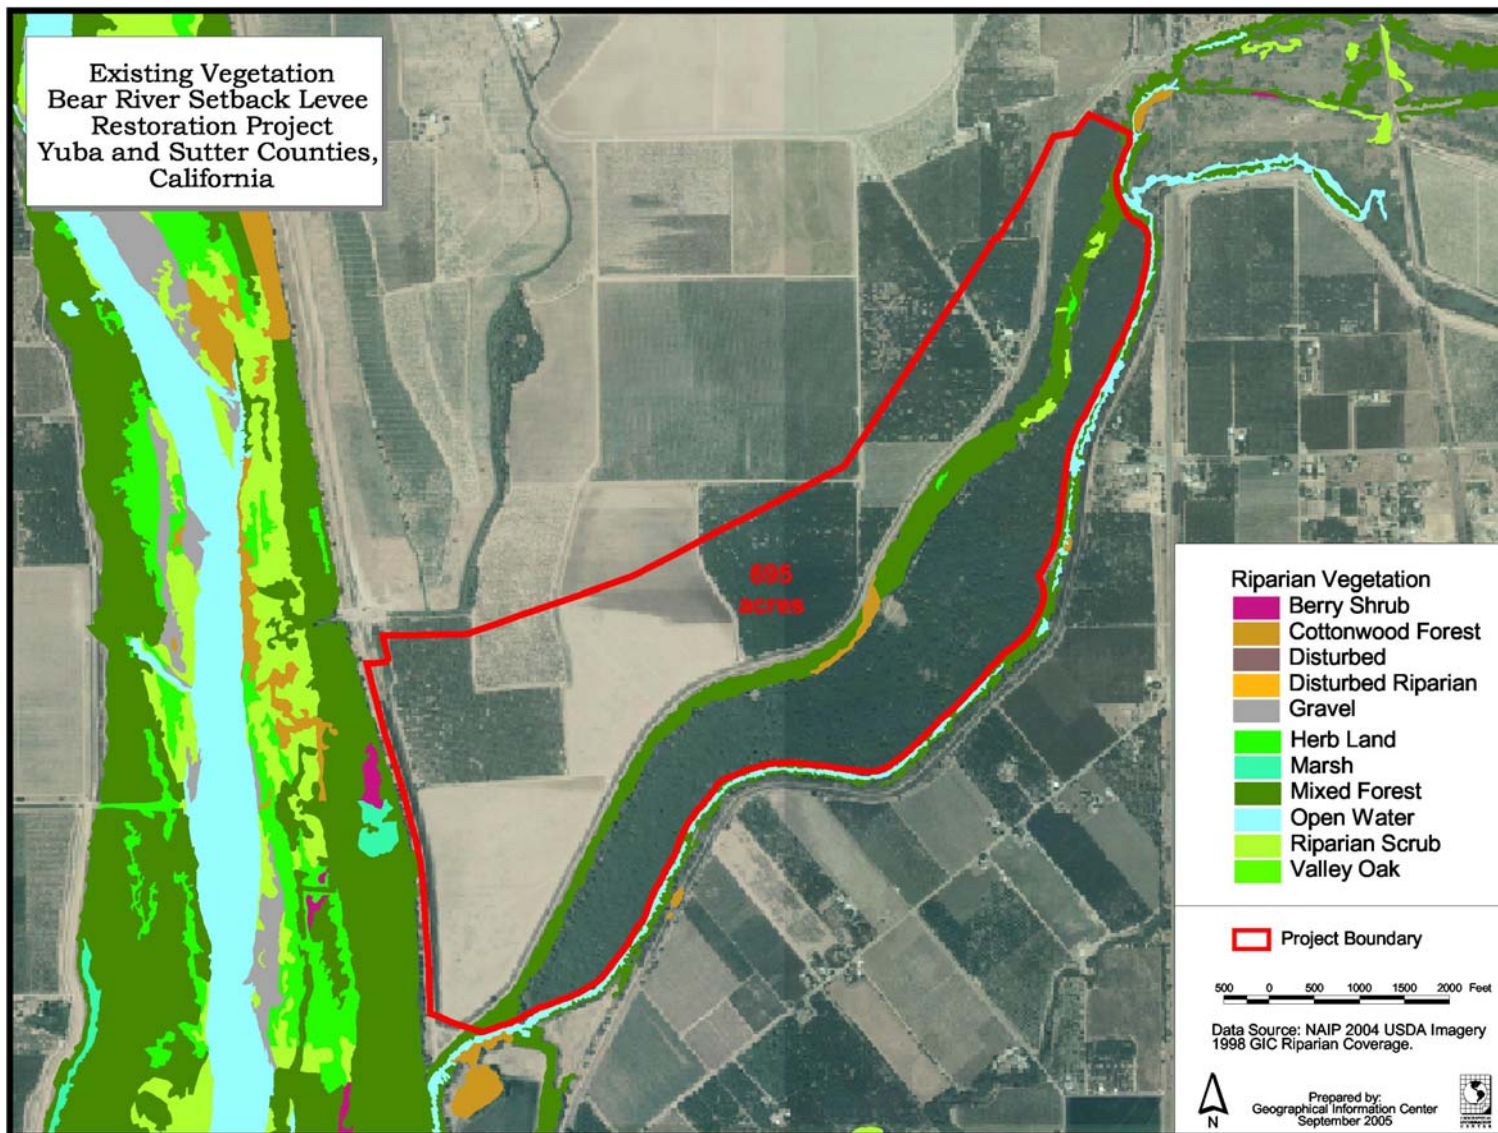 Existing Vegetation
Bear River Setback Levee
Restoration Project
Yuba and Sutter Counties,
California
695
acres
Riparian Vegetation
Berry Shrub
Cottonwood Forest
Disturbed
Disturbed Riparian
Gravel
Herb Land
Marsh
Mixed Forest
Open Water
Riparian Scrub
Valley Oak
Project Boundary
500 0 500 1000 1500 2000 Feet
Data Source: NAIP 2004 USDA Imagery
1998 GIC Riparian Coverage.
N
Prepared by:
Geographical Information Center
September 2005